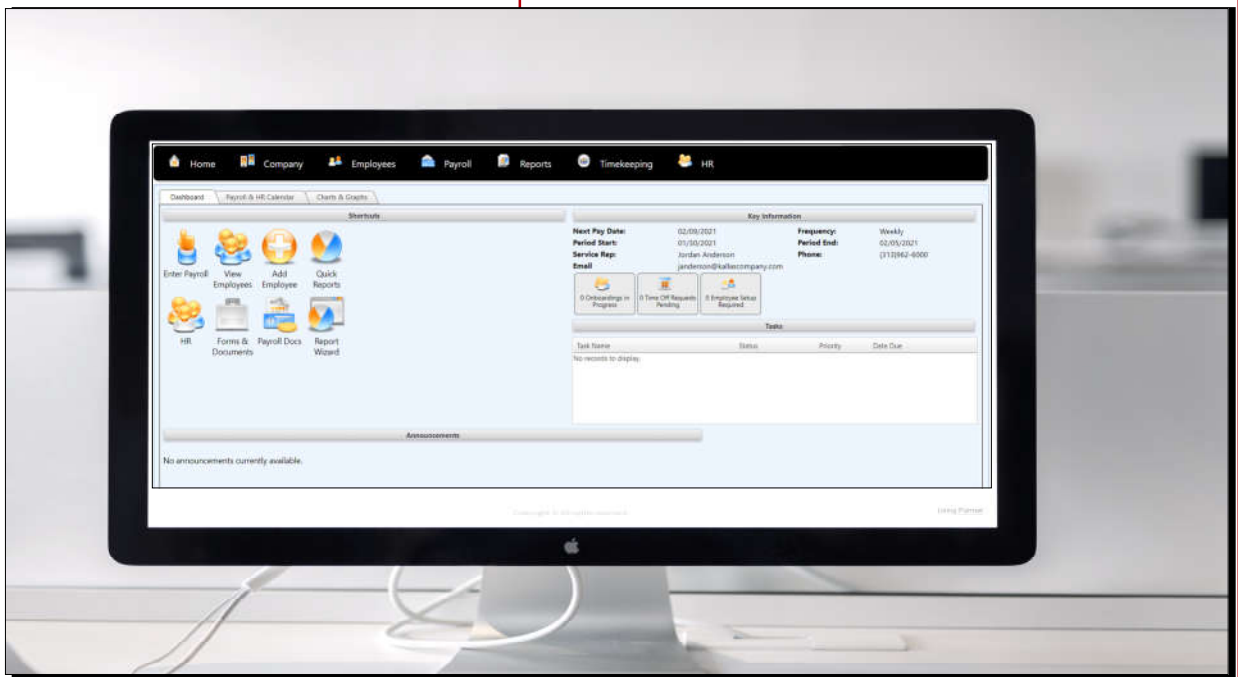 Home Company Employees Payroll Reports Timekeeping HR
Dashboard Payroll & HR Calendar Charts & Graphs
Shortcuts
Enter Payroll
View Employees
Add Employee
Quick Reports
HR
Forms & Documents
Payroll Docs
Report Wizard
Key Information
Next Pay Date: 02/09/2021 Frequency: Weekly
Period Start: 01/30/2021 Period End: 02/05/2021
Service Rep: Jordan Anderson Phone: (313)962-6000
Email
0 Onboardings in Progress
0 Time Off Requests Pending
0 Employee Setup Required
Tasks
Task Name Status Priority Date Due
No records to display.
Announcements
No announcements currently available.